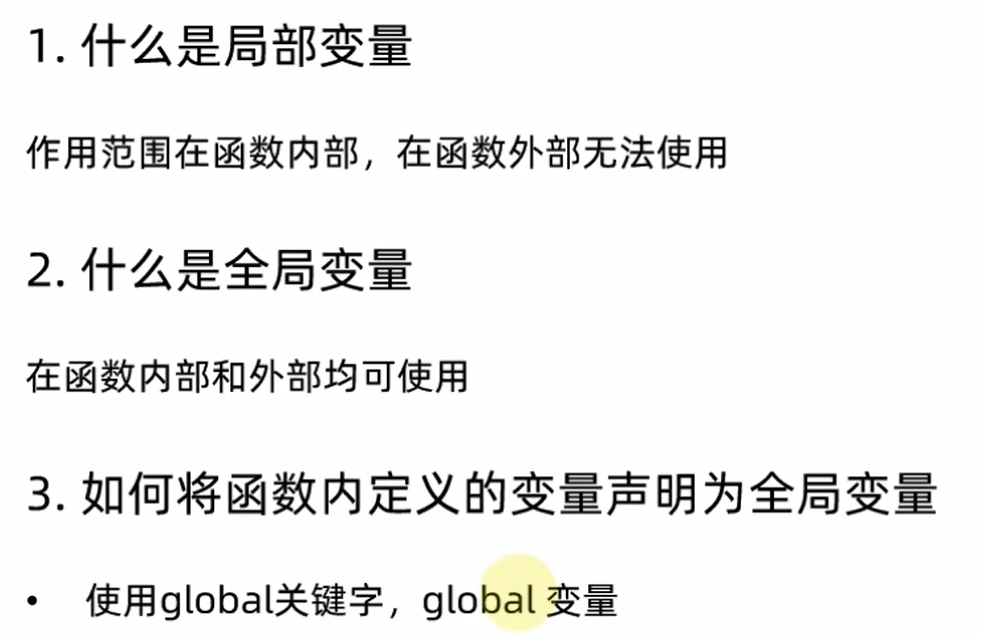 1. 什么是局部变量
作用范围在函数内部，在函数外部无法使用
2. 什么是全局变量
在函数内部和外部均可使用
3. 如何将函数内定义的变量声明为全局变量
• 使用global关键字，global 变量